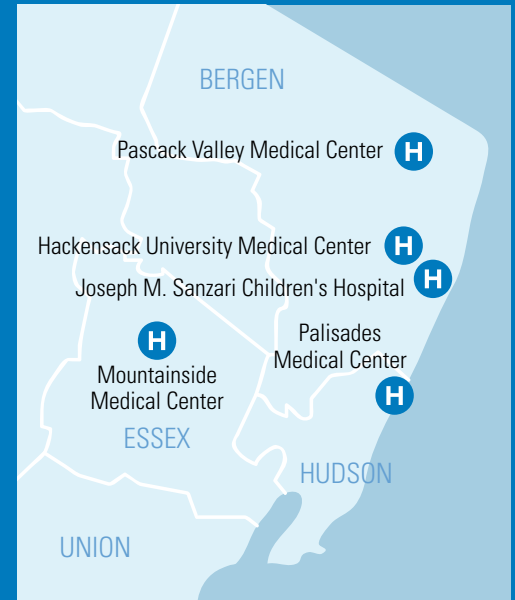 BERGEN
Pascack Valley Medical Center H
Hackensack University Medical Center H
Joseph M. Sanzari Children's Hospital H
H
Mountainside
Medical Center
Palisades
Medical Center
H
ESSEX
HUDSON
UNION